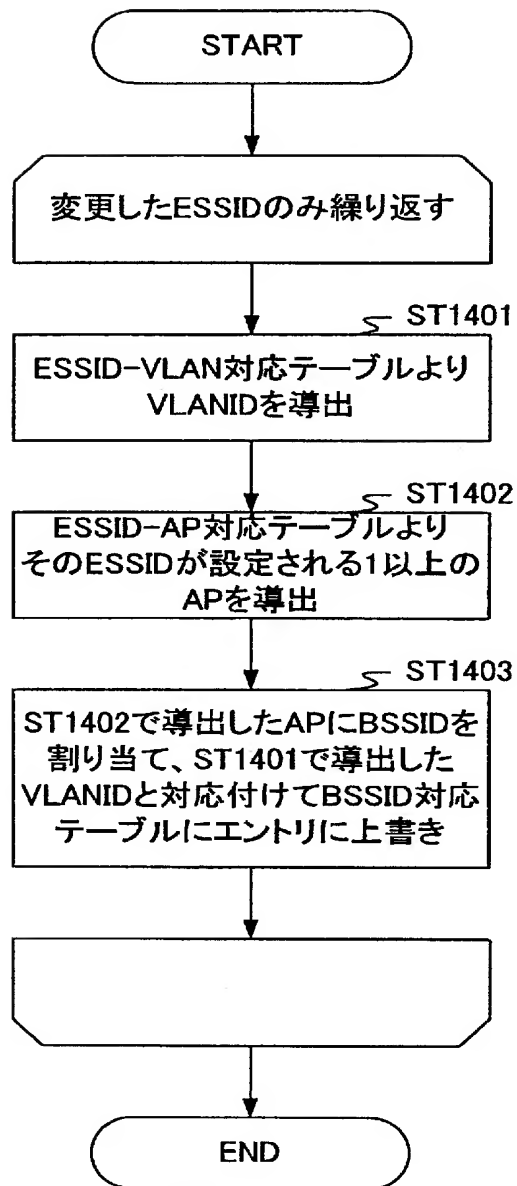 START
変更したESSIDのみ繰り返す
ST1401
ESSID-VLAN対応テーブルより
VLANIDを導出
ST1402
ESSID-AP対応テーブルより
そのESSIDが設定される1以上の
APを導出
ST1403
ST1402で導出したAPにBSSIDを
割り当て、ST1401で導出した
VLANIDと対応付けてBSSID対応
テーブルにエントリに上書き
END